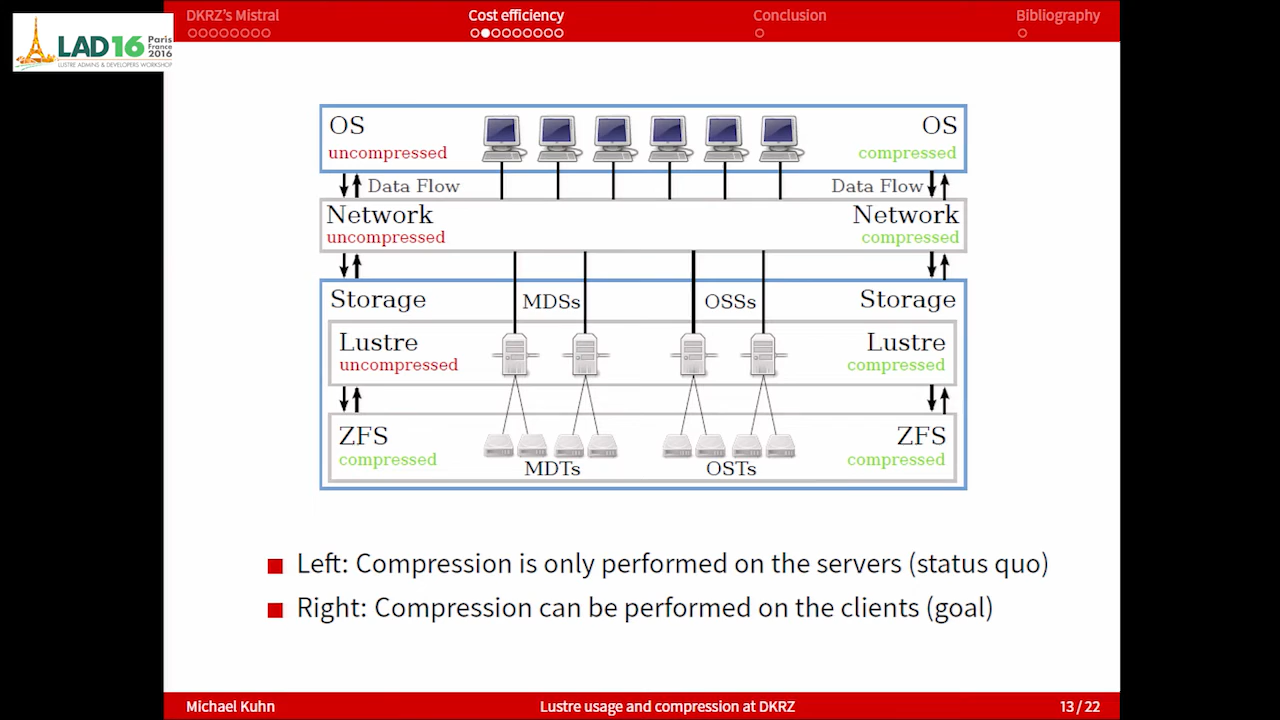 DKRZ's Mistral
Cost efficiency
Conclusion
Bibliography
LAD16 Paris France 2016
LUSTRE ADMINS & DEVELOPERS WORKSHOP
OS
OS
uncompressed
compressed
Data Flow
Data Flow
Network
Network
uncompressed
compressed
Storage
MDSs
OSSs
Storage
Lustre
Lustre
uncompressed
compressed
ZFS
ZFS
compressed
compressed
MDTs
OSTs
Left: Compression is only performed on the servers (status quo)
Right: Compression can be performed on the clients (goal)
Michael Kuhn
Lustre usage and compression at DKRZ
13 / 22